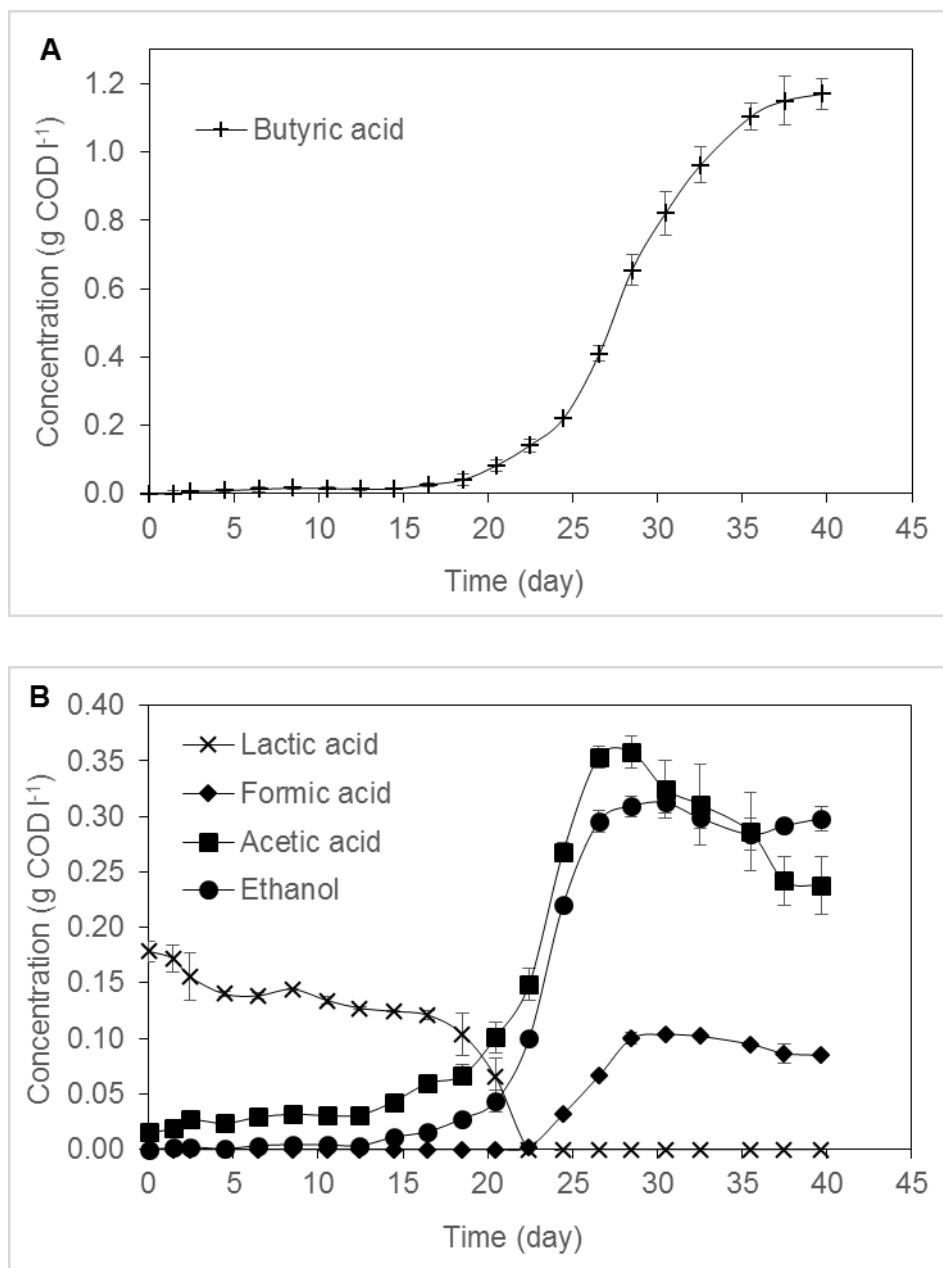 A
Concentration (g COD l-1)
1.2
1.0
0.8
0.6
0.4
0.2
0.0
Butyric acid
0 5 10 15 20 25 30 35 40 45
Time (day)
B
Concentration (g COD l-1)
0.40
0.35
0.30
0.25
0.20
0.15
0.10
0.05
0.00
Lactic acid
Formic acid
Acetic acid
Ethanol
0 5 10 15 20 25 30 35 40 45
Time (day)